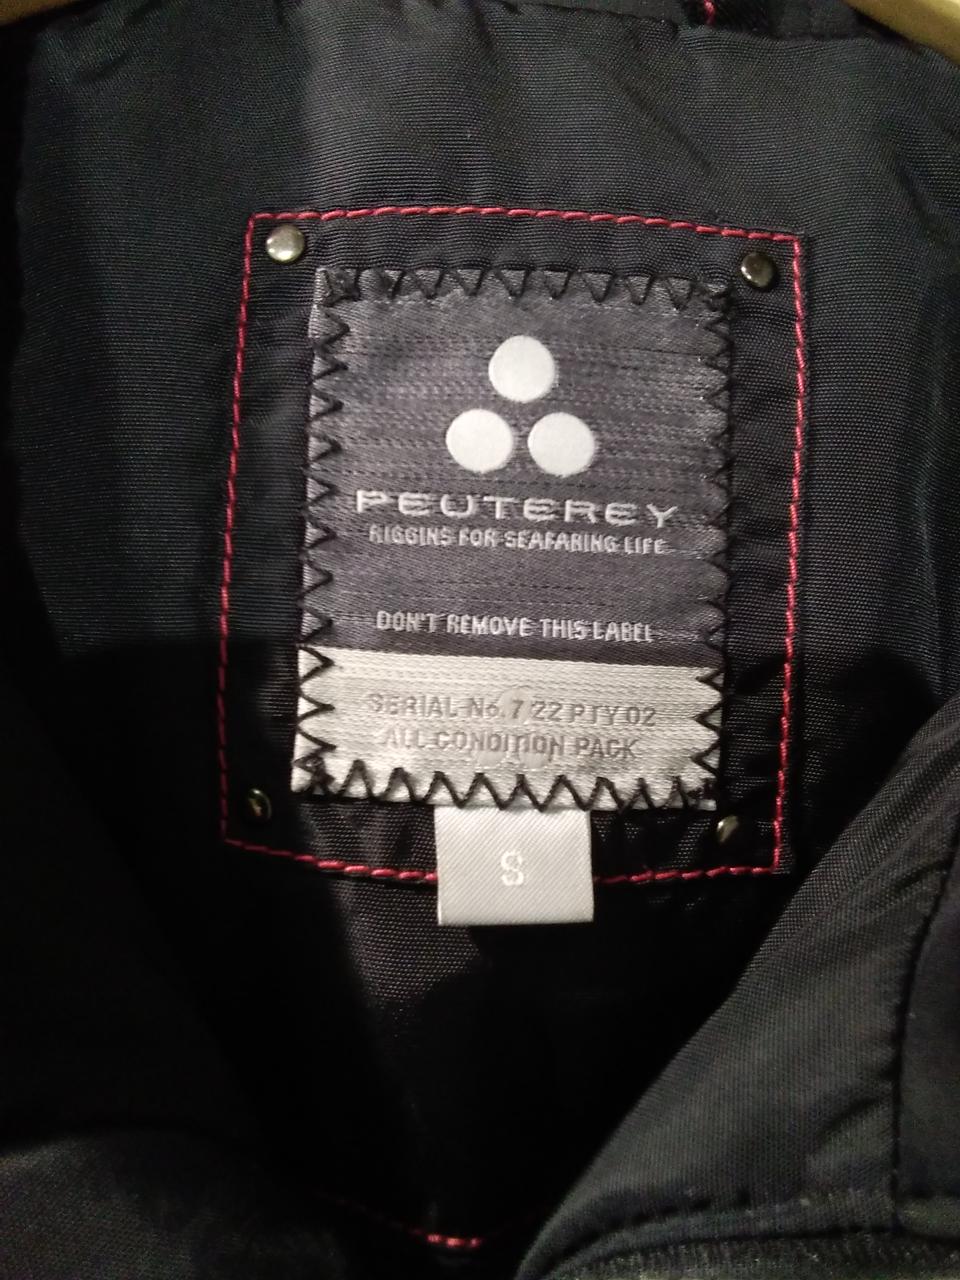 PEUTEREY
RIGGINS FOR SEAFARING LIFE
DON'T REMOVE THIS LABEL
SERIAL No. 7 22 PTY 02
ALL CONDITION PACK
S